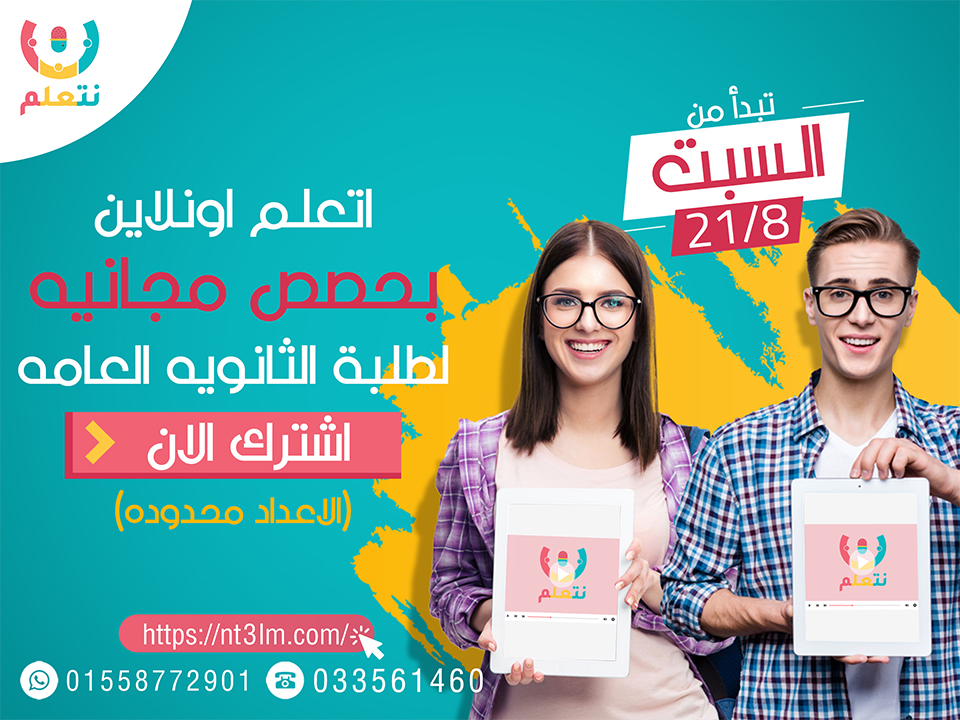 نتعلم
تبدأ من
السبت
21/8
اتعلم اونلاين
بحصص مجانيه
لطلبة الثانويه العامه
اشترك الان
(الاعداد محدوده)
https://nt3lm.com/
01558772901
033561460
نتعلم
نتعلم